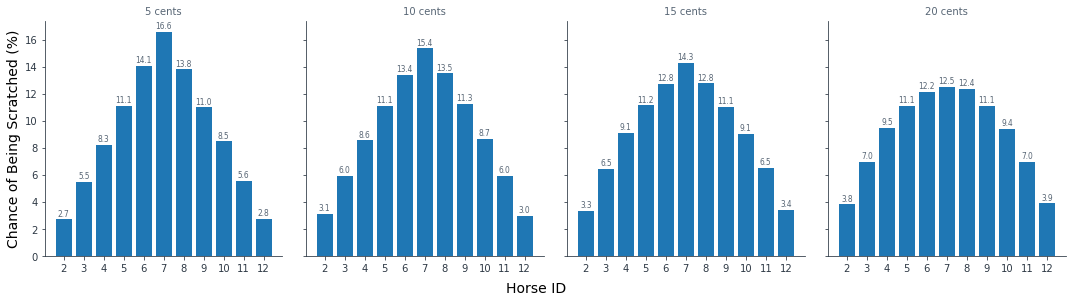 5 cents
10 cents
15 cents
20 cents
Chance of Being Scratched (%)
16
14
12
10
8
6
4
2
0
2.7 5.5 8.3 11.1 14.1 16.6 13.8 11.0 8.5 5.6 2.8
3.1 6.0 8.6 11.1 13.4 15.4 13.5 11.3 8.7 6.0 3.0
3.3 6.5 9.1 11.2 12.8 14.3 12.8 11.1 9.1 6.5 3.4
3.8 7.0 9.5 11.1 12.2 12.5 12.4 11.1 9.4 7.0 3.9
2 3 4 5 6 7 8 9 10 11 12
2 3 4 5 6 7 8 9 10 11 12
2 3 4 5 6 7 8 9 10 11 12
2 3 4 5 6 7 8 9 10 11 12
Horse ID